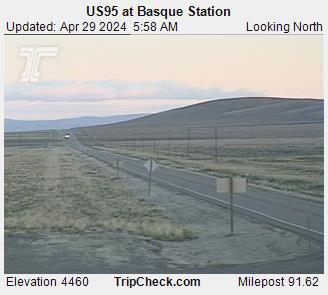 US95 at Basque Station
Updated: Apr 29 2024 5:58 AM Looking North
Elevation 4460 TripCheck.com Milepost 91.62